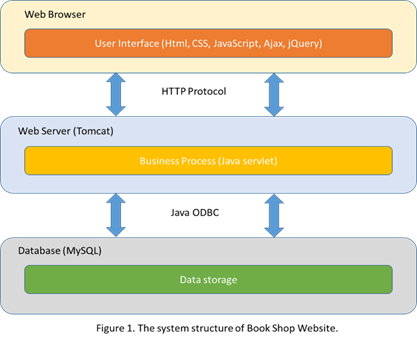 Web Browser
User Interface (Html, CSS, JavaScript, Ajax, jQuery)
HTTP Protocol
Web Server (Tomcat)
Business Process (Java servlet)
Java ODBC
Database (MySQL)
Data storage
Figure 1. The system structure of Book Shop Website.